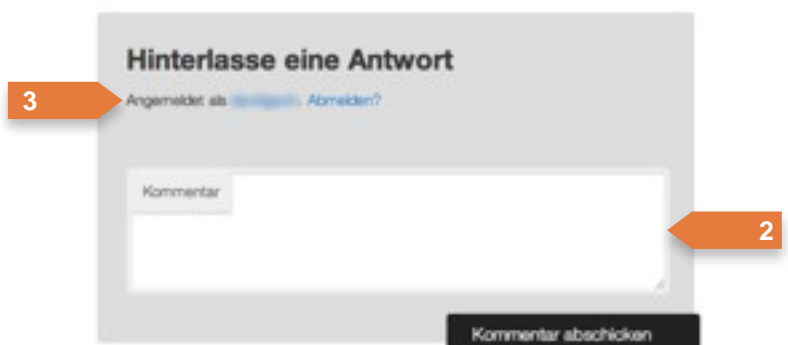 Hinterlasse eine Antwort
3
Angemeldet als . Abmelden?
Kommentar
2
Kommentar abschicken